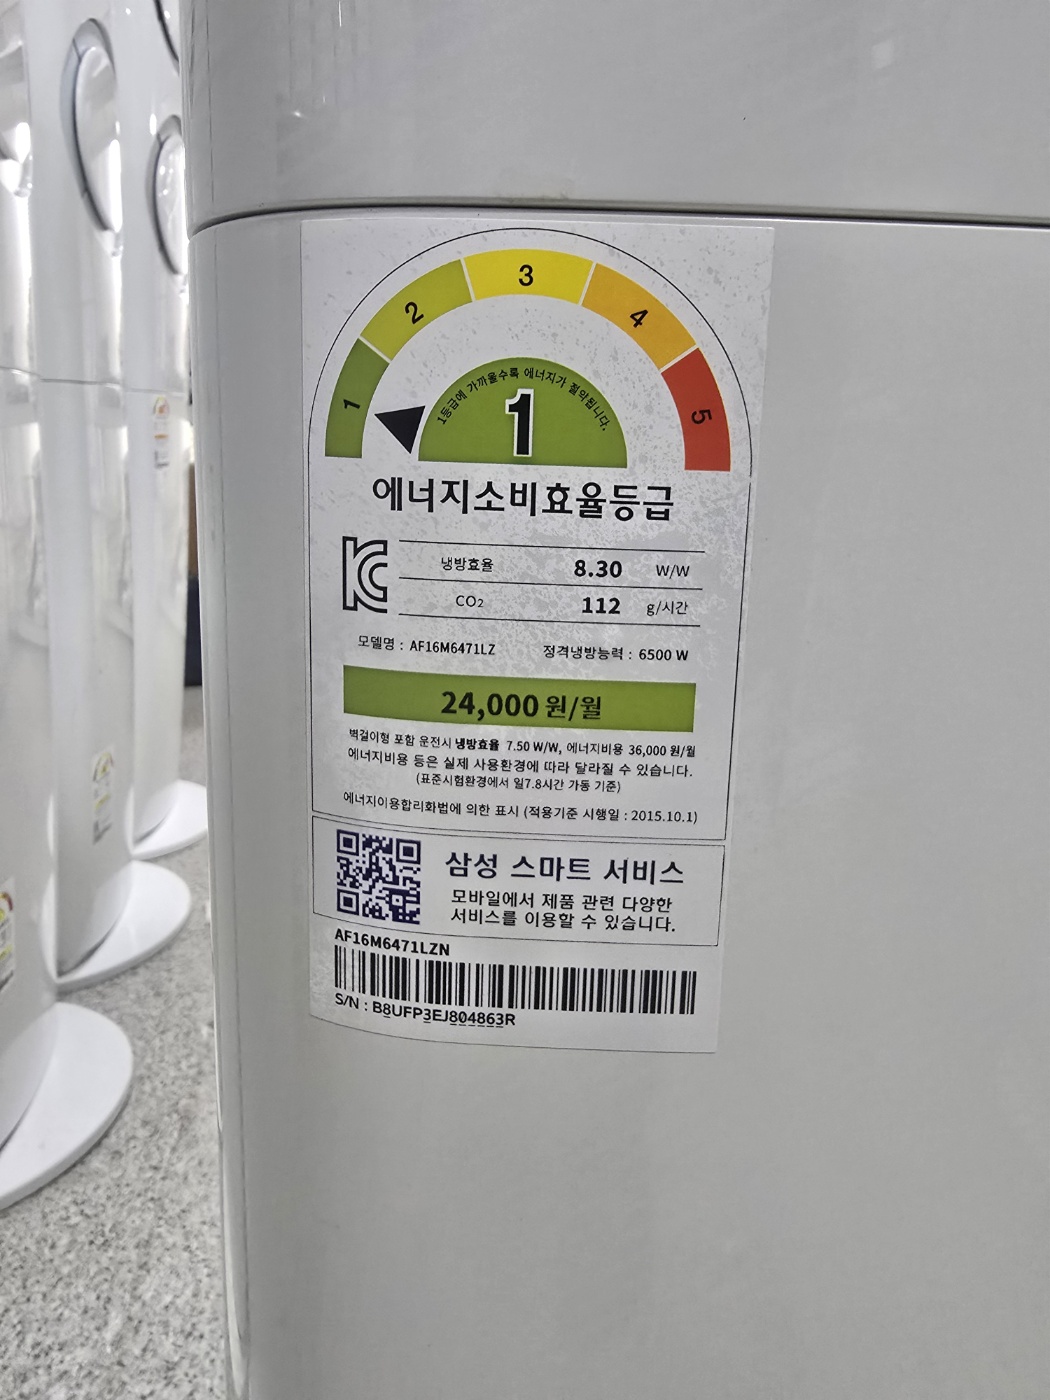 1
2
3
4
5
1등급에 가까울수록 에너지가 절약됩니다.
1
에너지소비효율등급
냉방효율 8.30 W/W
CO₂ 112 g/시간
모델명 : AF16M6471LZ 정격냉방능력 : 6500 W
24,000 원/월
벽걸이형 포함 운전시 냉방효율 7.50 W/W, 에너지비용 36,000 원/월
에너지비용 등은 실제 사용환경에 따라 달라질 수 있습니다.
(표준시험환경에서 일7.8시간 가동 기준)
에너지이용합리화법에 의한 표시 (적용기준 시행일 : 2015.10.1)
삼성 스마트 서비스
모바일에서 제품 관련 다양한
서비스를 이용할 수 있습니다.
AF16M6471LZN
S/N : B8UFP3EJ804863R